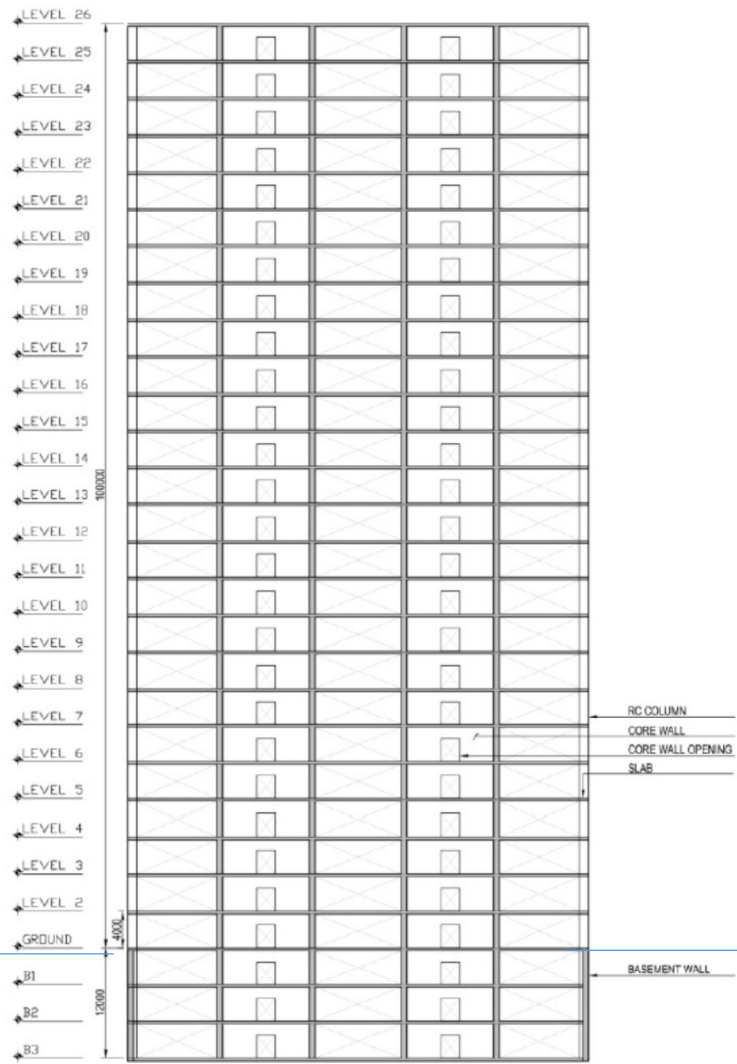 LEVEL 26
LEVEL 25
LEVEL 24
LEVEL 23
LEVEL 22
LEVEL 21
LEVEL 20
LEVEL 19
LEVEL 18
LEVEL 17
LEVEL 16
LEVEL 15
LEVEL 14
100000
LEVEL 13
LEVEL 12
LEVEL 11
LEVEL 10
LEVEL 9
LEVEL 8
LEVEL 7
RC COLUMN
CORE WALL
LEVEL 6
CORE WALL OPENING
SLAB
LEVEL 5
LEVEL 4
LEVEL 3
LEVEL 2
4000
GROUND
B1
BASEMENT WALL
12000
B2
B3